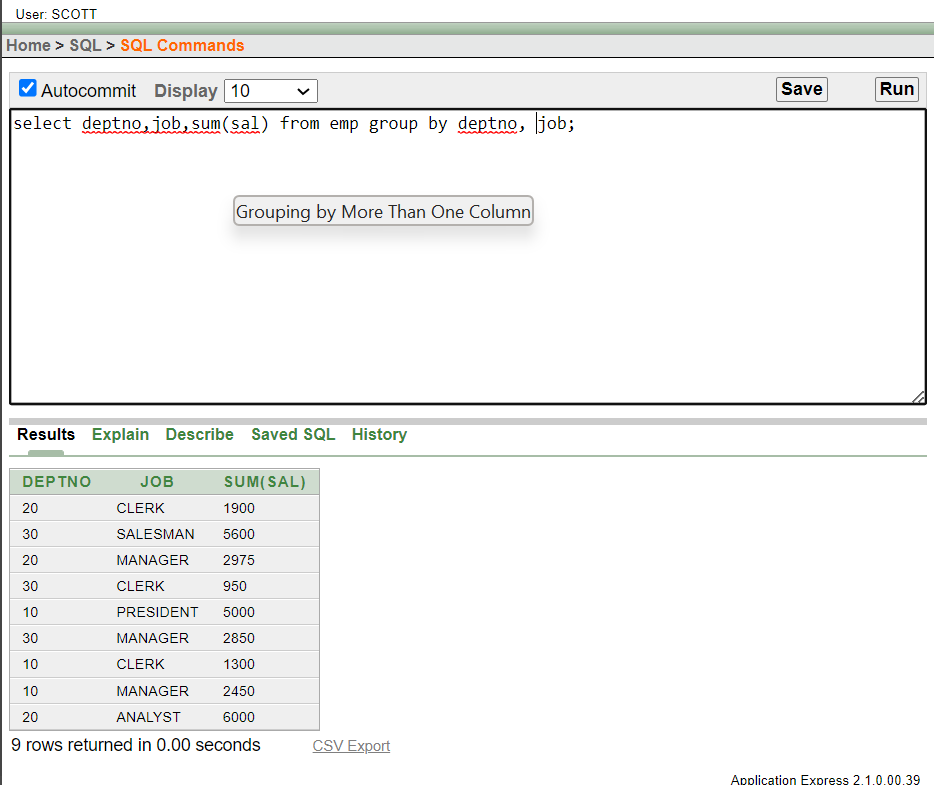 User: SCOTT
Home > SQL > SQL Commands
Autocommit Display 10 Save Run
select deptno,job,sum(sal) from emp group by deptno, job;
Grouping by More Than One Column
Results Explain Describe Saved SQL History
DEPTNO JOB SUM(SAL)
20 CLERK 1900
30 SALESMAN 5600
20 MANAGER 2975
30 CLERK 950
10 PRESIDENT 5000
30 MANAGER 2850
10 CLERK 1300
10 MANAGER 2450
20 ANALYST 6000
9 rows returned in 0.00 seconds CSV Export
Application Express 2.1.0.00.39